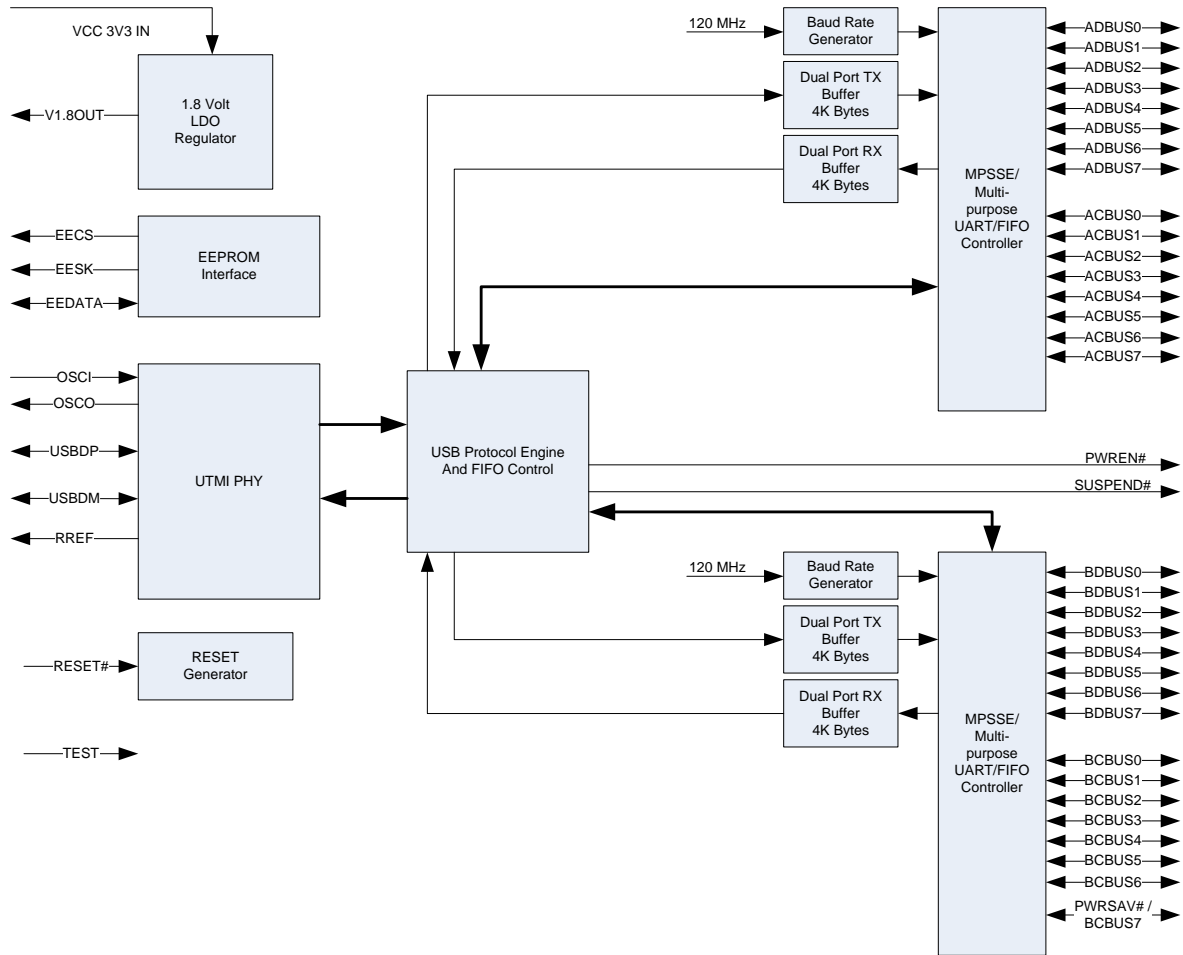 VCC 3V3 IN
1.8 Volt
LDO
Regulator
V1.8OUT
EECS
EESK
EEDATA
EEPROM
Interface
OSCI
OSCO
USBDP
USBDM
RREF
UTMI PHY
RESET#
RESET
Generator
TEST
USB Protocol Engine
And FIFO Control
120 MHz
Baud Rate
Generator
Dual Port TX
Buffer
4K Bytes
Dual Port RX
Buffer
4K Bytes
MPSSE/
Multi-
purpose
UART/FIFO
Controller
ADBUS0
ADBUS1
ADBUS2
ADBUS3
ADBUS4
ADBUS5
ADBUS6
ADBUS7
ACBUS0
ACBUS1
ACBUS2
ACBUS3
ACBUS4
ACBUS5
ACBUS6
ACBUS7
PWREN#
SUSPEND#
120 MHz
Baud Rate
Generator
Dual Port TX
Buffer
4K Bytes
Dual Port RX
Buffer
4K Bytes
MPSSE/
Multi-
purpose
UART/FIFO
Controller
BDBUS0
BDBUS1
BDBUS2
BDBUS3
BDBUS4
BDBUS5
BDBUS6
BDBUS7
BCBUS0
BCBUS1
BCBUS2
BCBUS3
BCBUS4
BCBUS5
BCBUS6
PWRSAV# /
BCBUS7